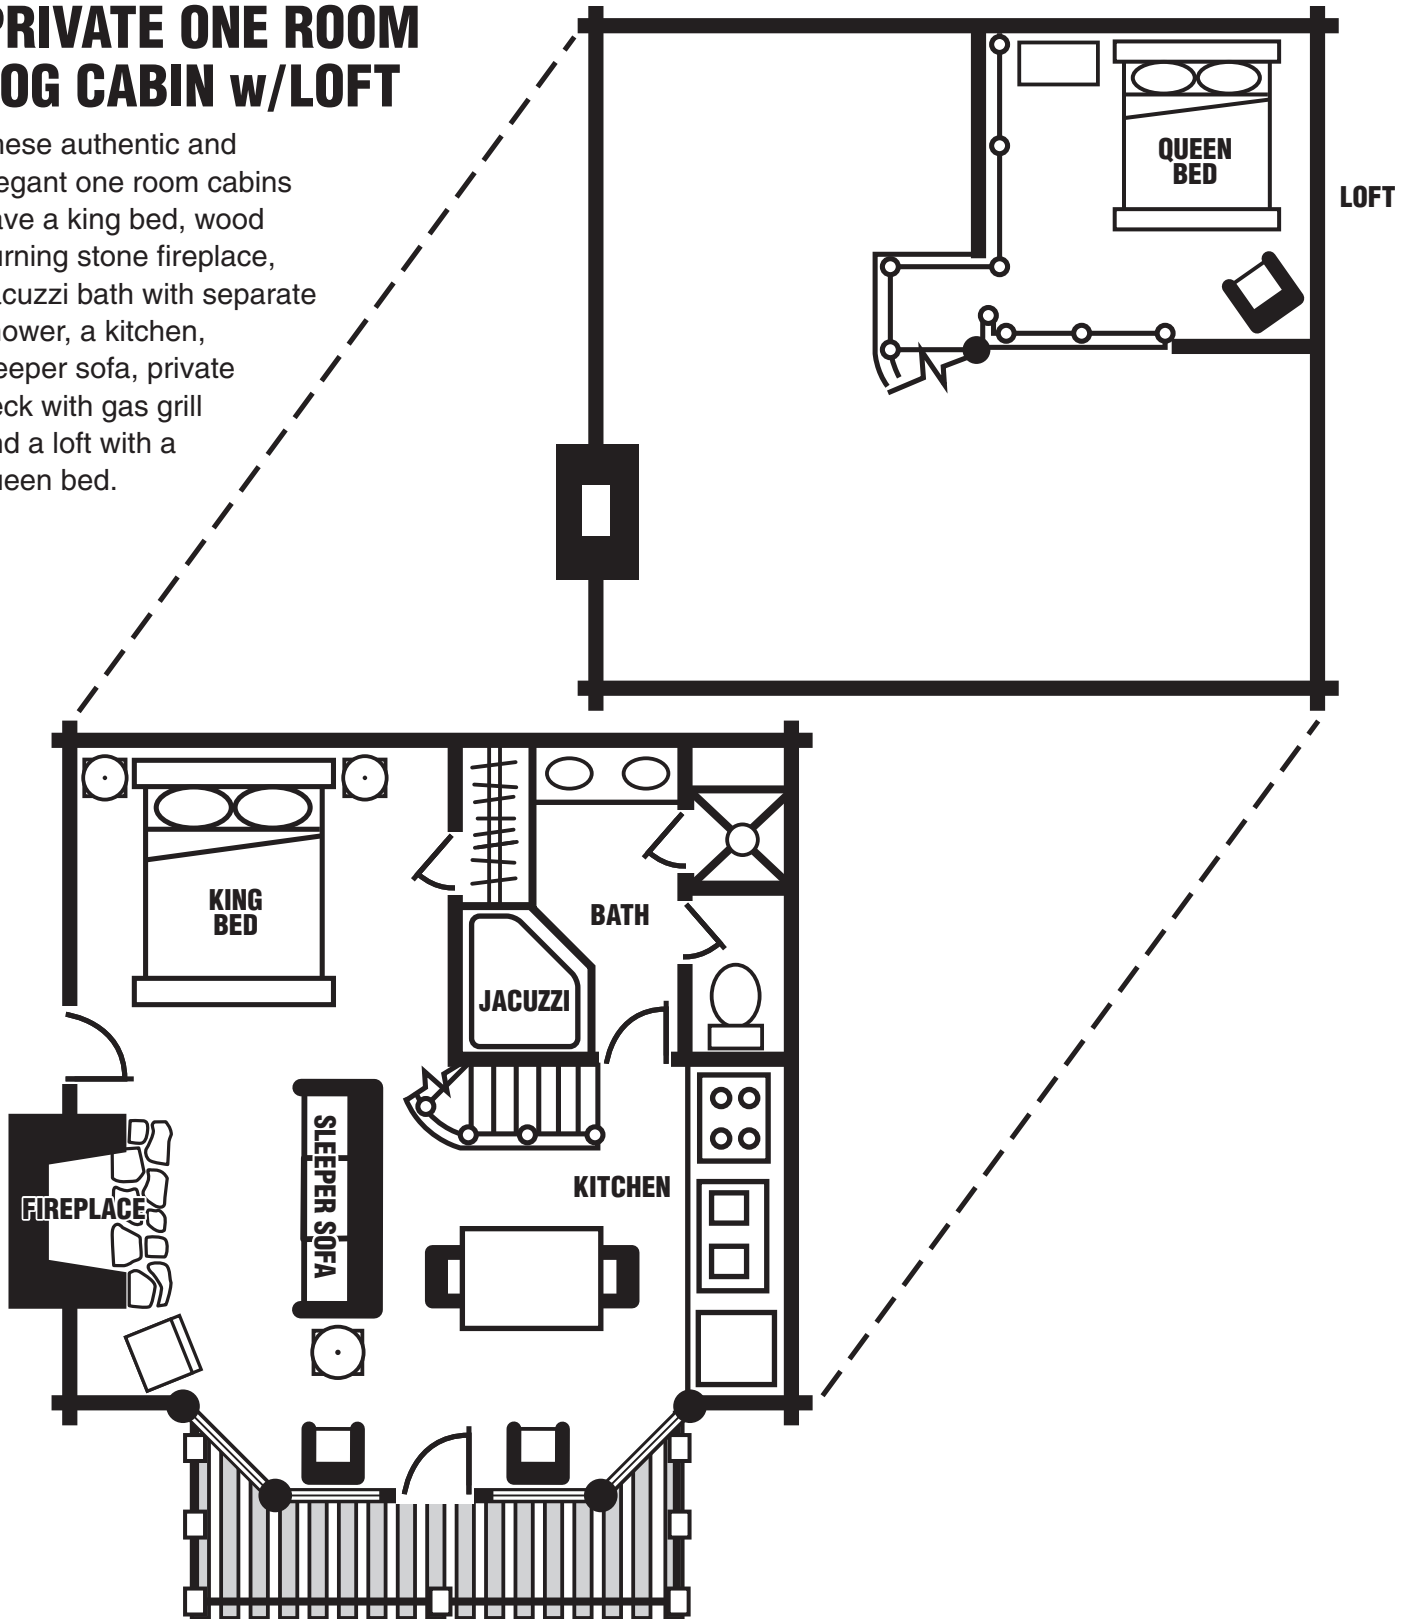 PRIVATE ONE ROOM
OG CABIN w/LOFT
hese authentic and
egant one room cabins
ave a king bed, wood
urning stone fireplace,
acuzzi bath with separate
hower, a kitchen,
eeper sofa, private
eck with gas grill
nd a loft with a
ueen bed.
QUEEN
BED
LOFT
KING
BED
BATH
JACUZZI
SLEEPER SOFA
KITCHEN
FIREPLACE